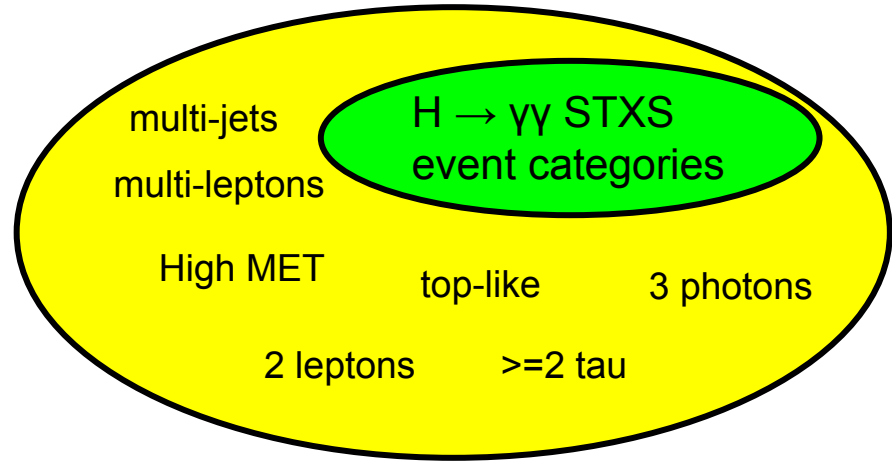 H → γγ STXS
event categories
multi-jets
multi-leptons
High MET
top-like
3 photons
2 leptons
>=2 tau